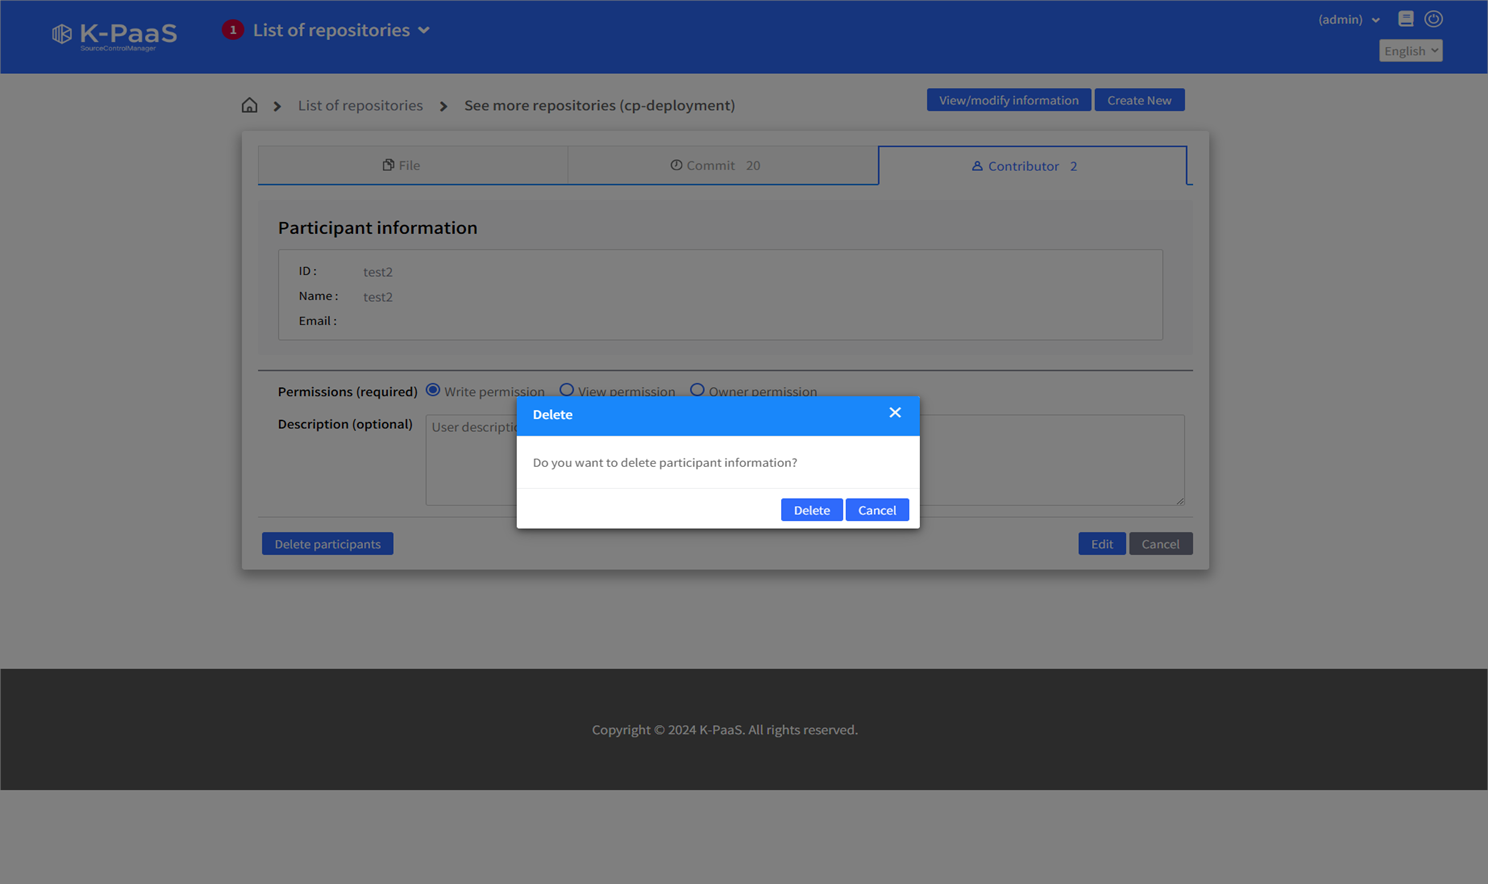 K-PaaS
SourceControlManager
1 List of repositories
(admin)
English
List of repositories > See more repositories (cp-deployment)
View/modify information
Create New
File
Commit 20
Contributor 2
Participant information
ID : test2
Name : test2
Email :
Permissions (required) Write permission View permission Owner permission
Description (optional) User descripti
Delete
Do you want to delete participant information?
Delete Cancel
Delete participants
Edit Cancel
Copyright © 2024 K-PaaS. All rights reserved.